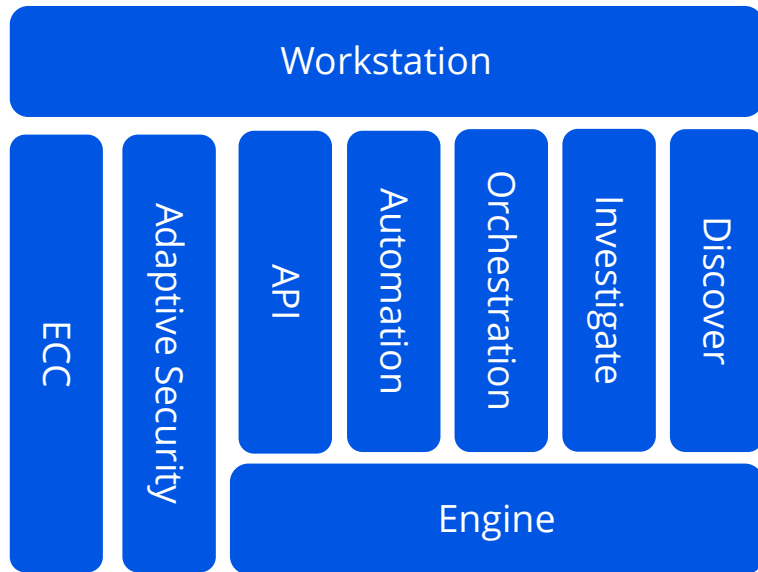 Workstation
ECC
Adaptive Security
API
Automation
Orchestration
Investigate
Discover
Engine